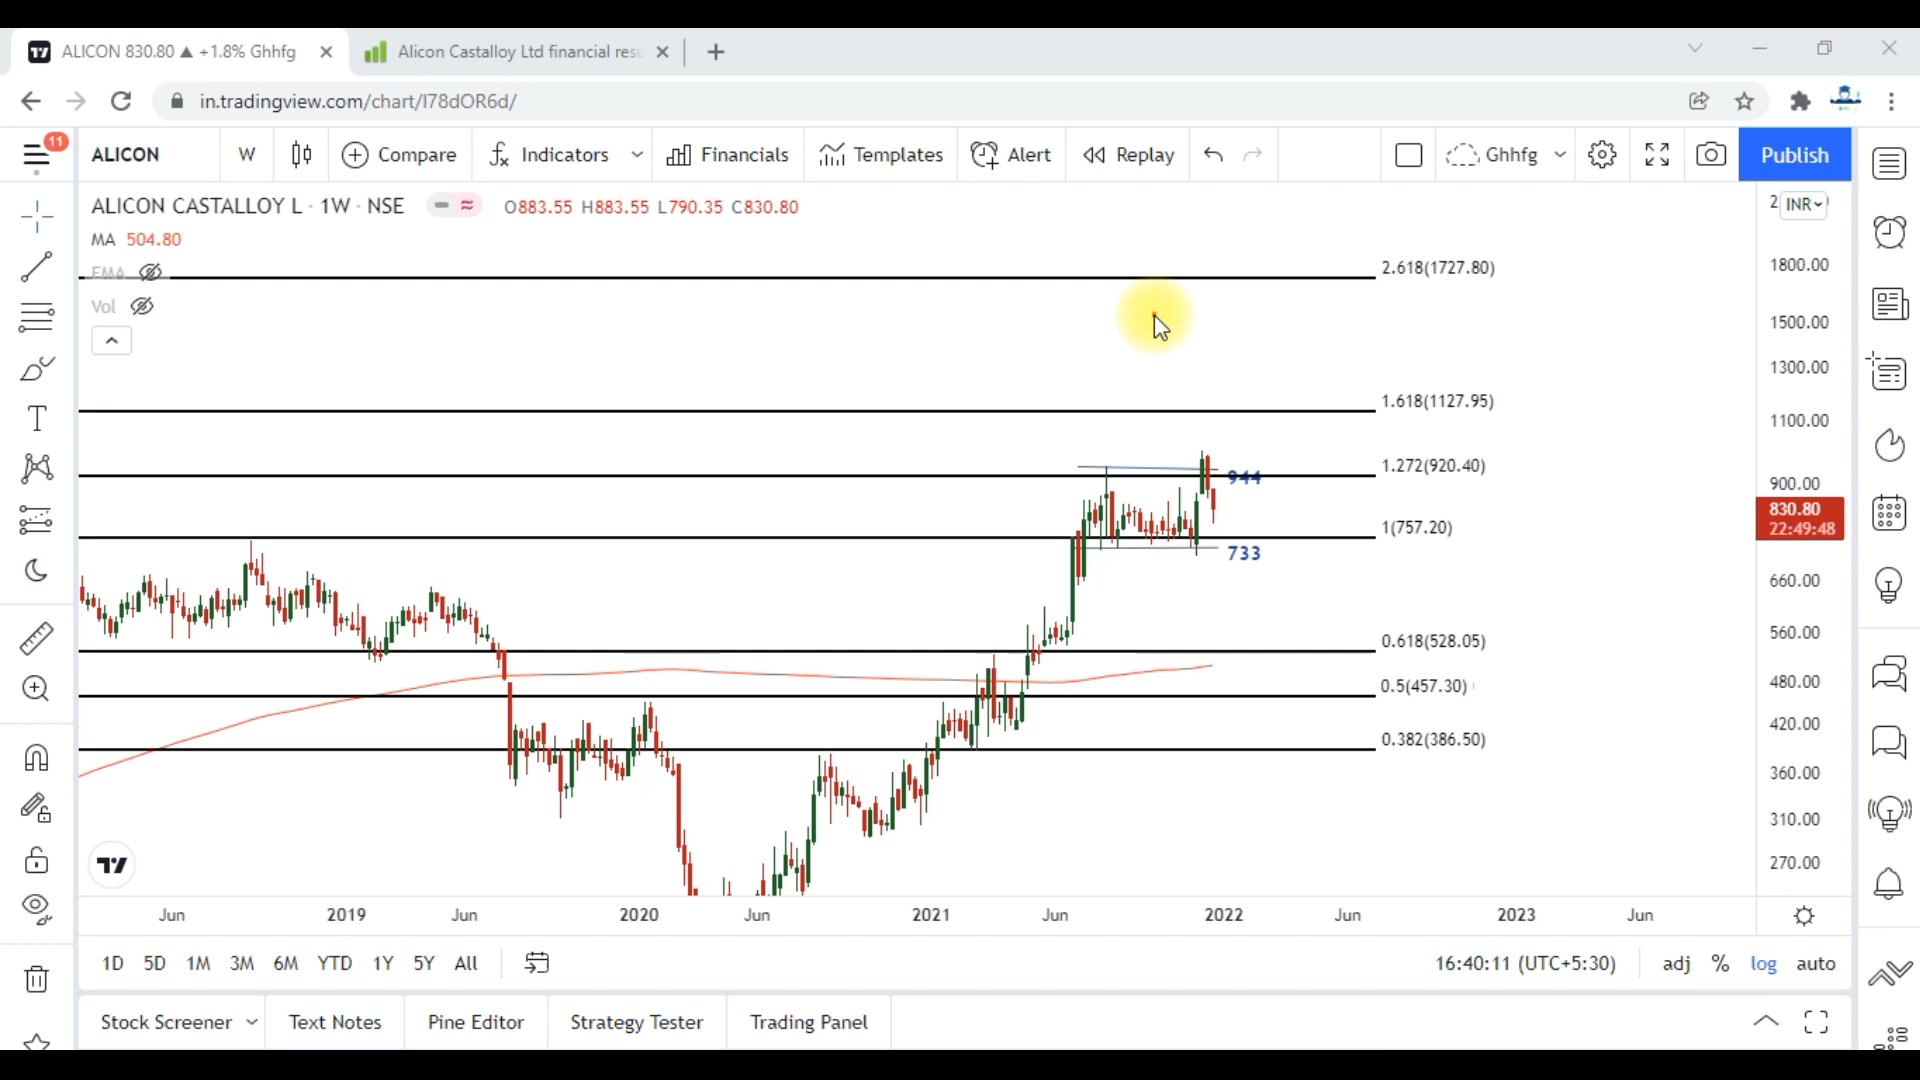 ALICON 830.80 ▲ +1.8% Ghhfg
Alicon Castalloy Ltd financial resu
in.tradingview.com/chart/I78dOR6d/
11
ALICON W Compare Indicators Financials Templates Alert Replay Ghhfg Publish
ALICON CASTALLOY L · 1W · NSE O883.55 H883.55 L790.35 C830.80
MA 504.80
EMA
Vol
INR
2.618(1727.80)
1.618(1127.95)
1.272(920.40)
944
1(757.20)
733
0.618(528.05)
0.5(457.30)
0.382(386.50)
1800.00
1500.00
1300.00
1100.00
900.00
830.80
22:49:48
660.00
560.00
480.00
420.00
360.00
310.00
270.00
Jun 2019 Jun 2020 Jun 2021 Jun 2022 Jun 2023 Jun
1D 5D 1M 3M 6M YTD 1Y 5Y All 16:40:11 (UTC+5:30) adj % log auto
Stock Screener Text Notes Pine Editor Strategy Tester Trading Panel